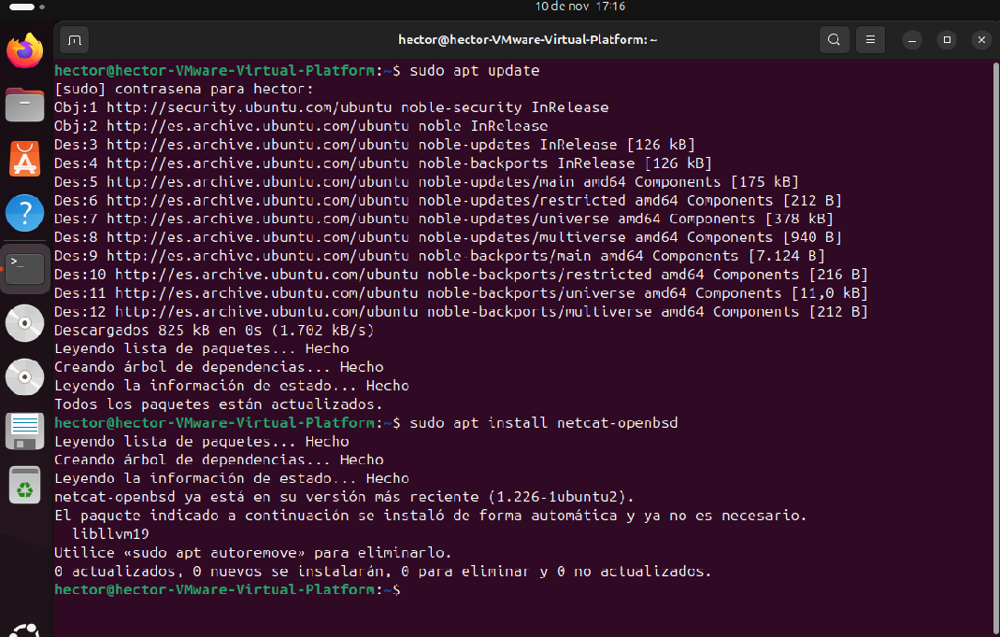 10 de nov 17:16
hector@hector-VMware-Virtual-Platform: ~
hector@hector-VMware-Virtual-Platform:~$ sudo apt update
[sudo] contrasena para hector:
Obj:1 http://security.ubuntu.com/ubuntu noble-security InRelease
Obj:2 http://es.archive.ubuntu.com/ubuntu noble InRelease
Des:3 http://es.archive.ubuntu.com/ubuntu noble-updates InRelease [126 kB]
Des:4 http://es.archive.ubuntu.com/ubuntu noble-backports InRelease [126 kB]
Des:5 http://es.archive.ubuntu.com/ubuntu noble-updates/main amd64 Components [175 kB]
Des:6 http://es.archive.ubuntu.com/ubuntu noble-updates/restricted amd64 Components [212 B]
Des:7 http://es.archive.ubuntu.com/ubuntu noble-updates/universe amd64 Components [378 kB]
Des:8 http://es.archive.ubuntu.com/ubuntu noble-updates/multiverse amd64 Components [940 B]
Des:9 http://es.archive.ubuntu.com/ubuntu noble-backports/main amd64 Components [7.124 B]
Des:10 http://es.archive.ubuntu.com/ubuntu noble-backports/restricted amd64 Components [216 B]
Des:11 http://es.archive.ubuntu.com/ubuntu noble-backports/universe amd64 Components [11,0 kB]
Des:12 http://es.archive.ubuntu.com/ubuntu noble-backports/multiverse amd64 Components [212 B]
Descargados 825 kB en 0s (1.702 kB/s)
Leyendo lista de paquetes... Hecho
Creando árbol de dependencias... Hecho
Leyendo la información de estado... Hecho
Todos los paquetes están actualizados.
hector@hector-VMware-Virtual-Platform:~$ sudo apt install netcat-openbsd
Leyendo lista de paquetes... Hecho
Creando árbol de dependencias... Hecho
Leyendo la información de estado... Hecho
netcat-openbsd ya está en su versión más reciente (1.226-1ubuntu2).
El paquete indicado a continuación se instaló de forma automática y ya no es necesario.
  libllvm19
Utilice «sudo apt autoremove» para eliminarlo.
0 actualizados, 0 nuevos se instalarán, 0 para eliminar y 0 no actualizados.
hector@hector-VMware-Virtual-Platform:~$